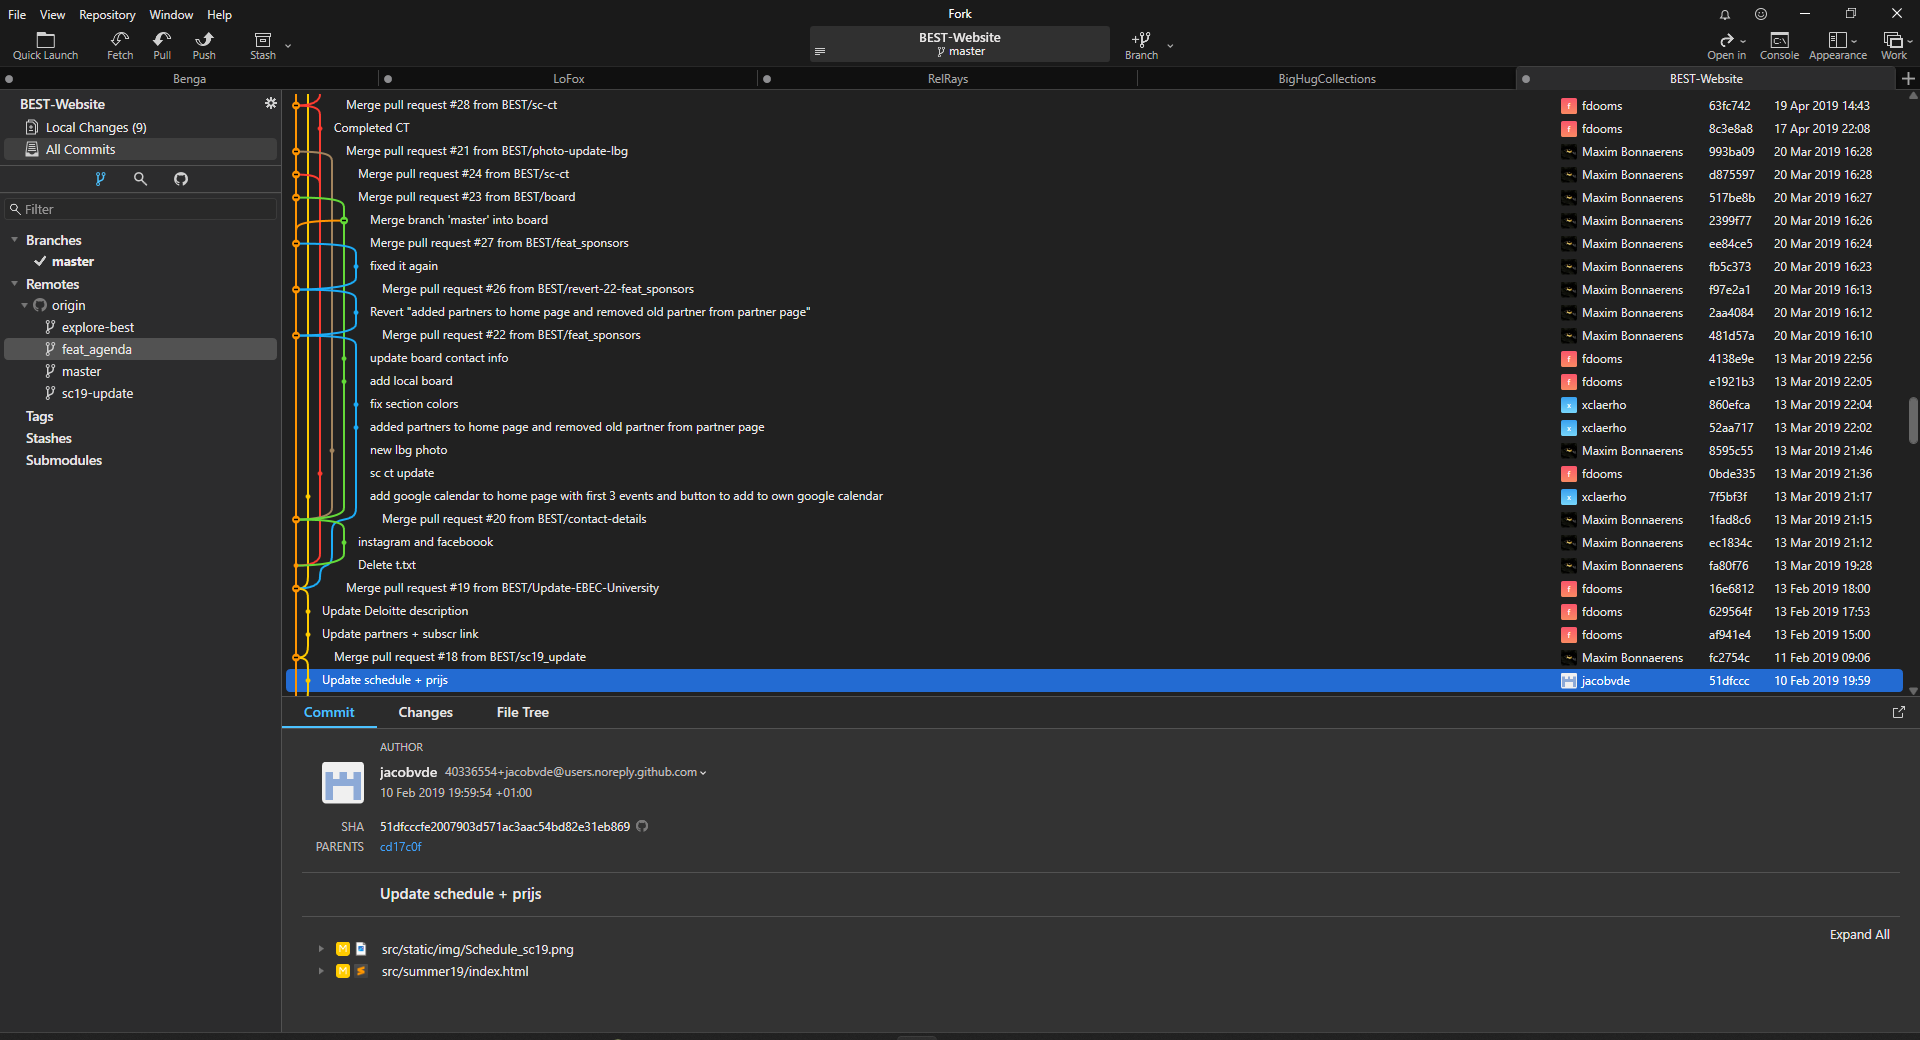 File View Repository Window Help
Fork
Quick Launch Fetch Pull Push Stash
BEST-Website
master
Branch
Open in Console Appearance Work
Benga LoFox RelRays BigHugCollections BEST-Website
BEST-Website
Local Changes (9)
All Commits
Filter
Branches
master
Remotes
origin
explore-best
feat_agenda
master
sc19-update
Tags
Stashes
Submodules
Merge pull request #28 from BEST/sc-ct fdooms 63fc742 19 Apr 2019 14:43
Completed CT fdooms 8c3e8a8 17 Apr 2019 22:08
Merge pull request #21 from BEST/photo-update-lbg Maxim Bonnaerens 993ba09 20 Mar 2019 16:28
Merge pull request #24 from BEST/sc-ct Maxim Bonnaerens d875597 20 Mar 2019 16:28
Merge pull request #23 from BEST/board Maxim Bonnaerens 517be8b 20 Mar 2019 16:27
Merge branch 'master' into board Maxim Bonnaerens 2399f77 20 Mar 2019 16:26
Merge pull request #27 from BEST/feat_sponsors Maxim Bonnaerens ee84ce5 20 Mar 2019 16:24
fixed it again Maxim Bonnaerens fb5c373 20 Mar 2019 16:23
Merge pull request #26 from BEST/revert-22-feat_sponsors Maxim Bonnaerens f97e2a1 20 Mar 2019 16:13
Revert "added partners to home page and removed old partner from partner page" Maxim Bonnaerens 2aa4084 20 Mar 2019 16:12
Merge pull request #22 from BEST/feat_sponsors Maxim Bonnaerens 481d57a 20 Mar 2019 16:10
update board contact info fdooms 4138e9e 13 Mar 2019 22:56
add local board fdooms e1921b3 13 Mar 2019 22:05
fix section colors xclaerho 860efca 13 Mar 2019 22:04
added partners to home page and removed old partner from partner page xclaerho 52aa717 13 Mar 2019 22:02
new lbg photo Maxim Bonnaerens 8595c55 13 Mar 2019 21:46
sc ct update fdooms 0bde335 13 Mar 2019 21:36
add google calendar to home page with first 3 events and button to add to own google calendar xclaerho 7f5bf3f 13 Mar 2019 21:17
Merge pull request #20 from BEST/contact-details Maxim Bonnaerens 1fad8c6 13 Mar 2019 21:15
instagram and faceboook Maxim Bonnaerens ec1834c 13 Mar 2019 21:12
Delete t.txt Maxim Bonnaerens fa80f76 13 Mar 2019 19:28
Merge pull request #19 from BEST/Update-EBEC-University fdooms 16e6812 13 Feb 2019 18:00
Update Deloitte description fdooms 629564f 13 Feb 2019 17:53
Update partners + subscr link fdooms af941e4 13 Feb 2019 15:00
Merge pull request #18 from BEST/sc19_update Maxim Bonnaerens fc2754c 11 Feb 2019 09:06
Update schedule + prijs jacobvde 51dfccc 10 Feb 2019 19:59
Commit Changes File Tree
AUTHOR
jacobvde 40336554+jacobvde@users.noreply.github.com
10 Feb 2019 19:59:54 +01:00
SHA 51dfcccfe2007903d571ac3aac54bd82e31eb869
PARENTS cd17c0f
Update schedule + prijs
Expand All
M src/static/img/Schedule_sc19.png
M src/summer19/index.html